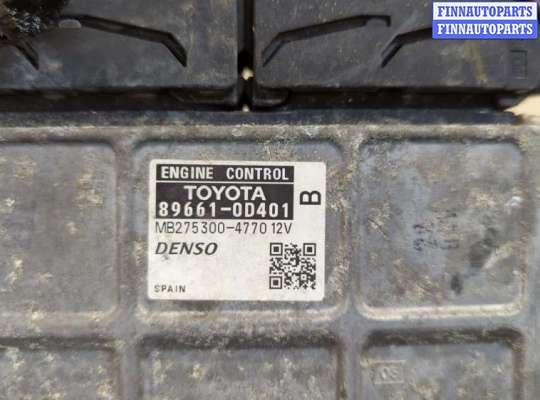 FINNAUTOPARTS
FINNAUTOPARTS
ENGINE CONTROL
TOYOTA
89661-0D401
B
MB275300-4770 12V
DENSO
SPAIN